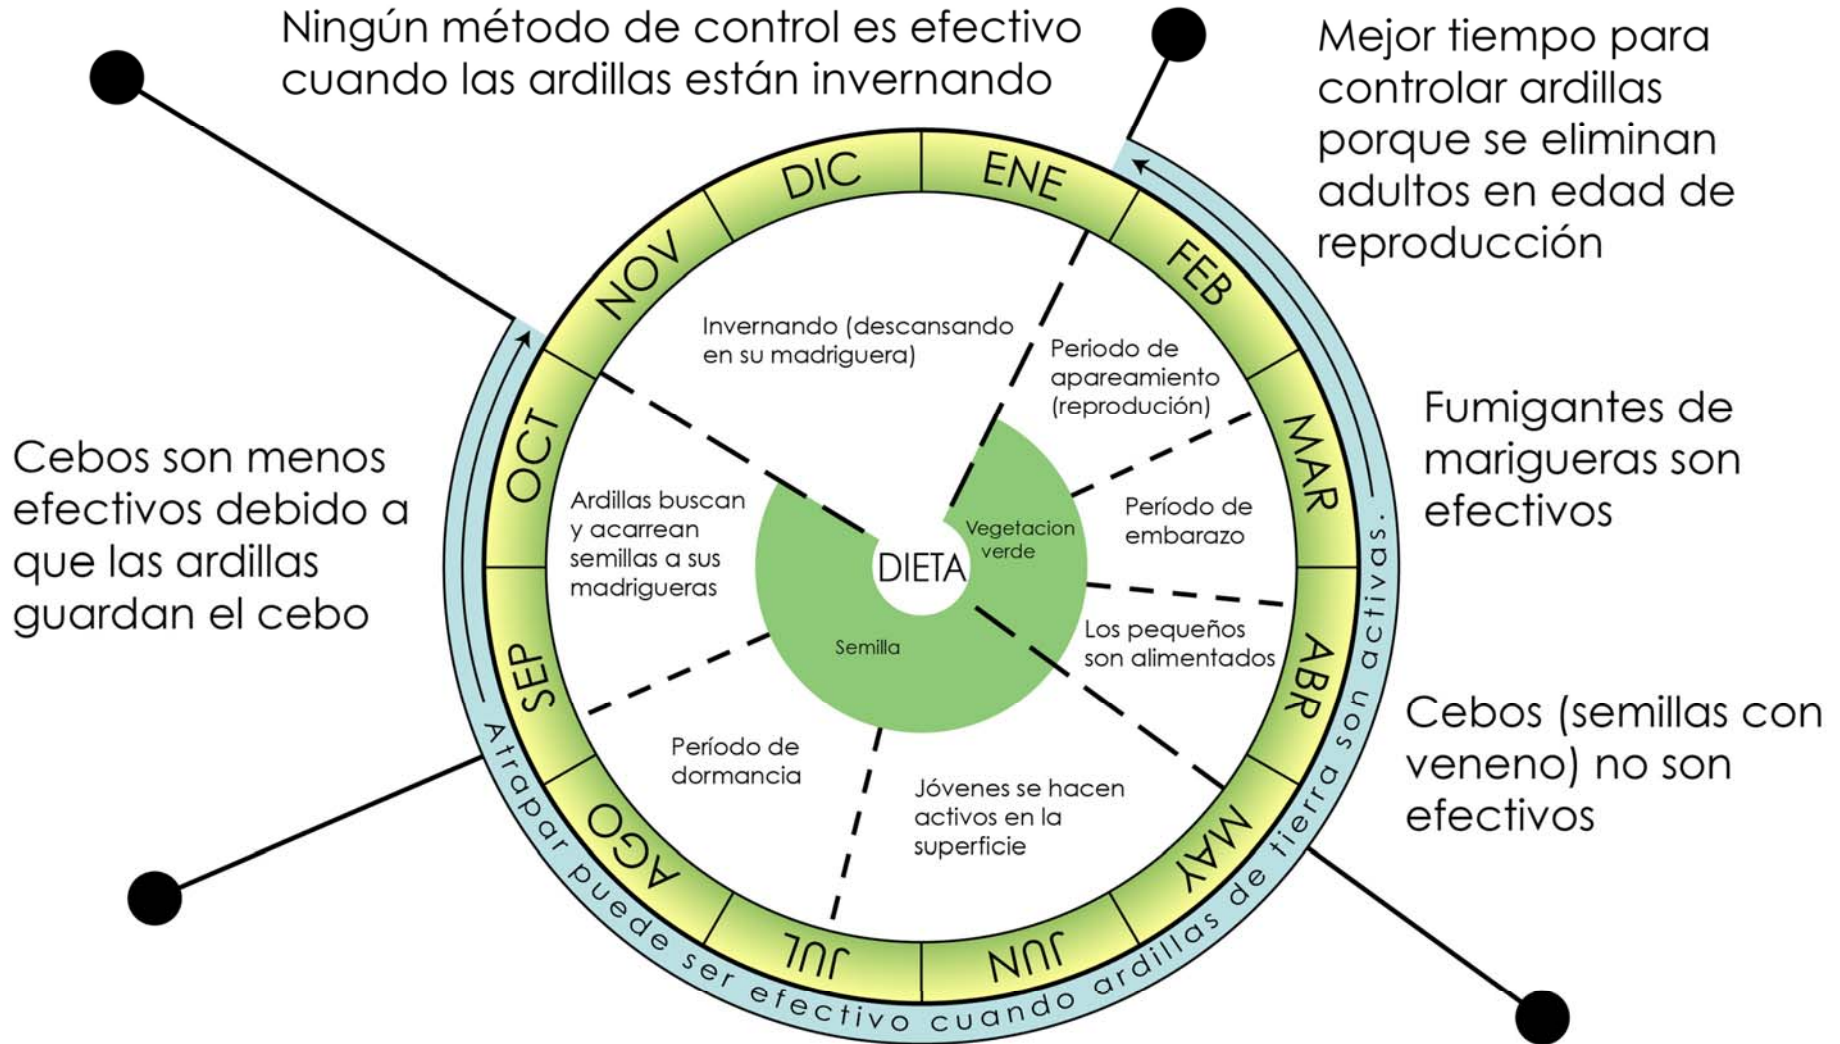 Ningún método de control es efectivo
cuando las ardillas están invernando
Mejor tiempo para
controlar ardillas
porque se eliminan
adultos en edad de
reproducción
Fumigantes de
marigueras son
efectivos
Cebos (semillas con
veneno) no son
efectivos
Cebos son menos
efectivos debido a
que las ardillas
guardan el cebo
ENE
FEB
MAR
ABR
MAY
JUN
JUL
AGO
SEP
OCT
NOV
DIC
Invernando (descansando
en su madriguera)
Periodo de
apareamiento
(reprodución)
Período de
embarazo
Los pequeños
son alimentados
Jóvenes se hacen
activos en la
superficie
Período de
dormancia
Ardillas buscan
y acarrean
semillas a sus
madrigueras
DIETA
Vegetacion
verde
Semilla
Atrapar puede ser efectivo cuando ardillas de tierra son activas.